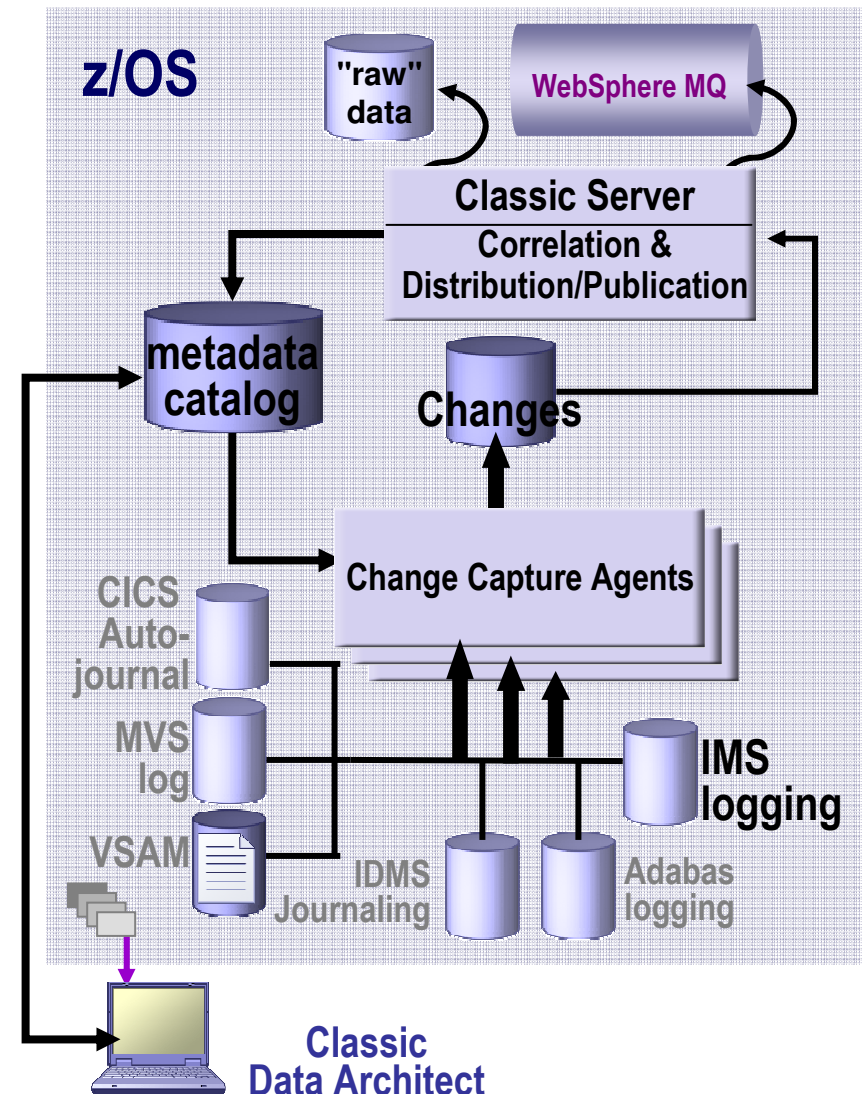 z/OS
"raw"
data
WebSphere MQ
Classic Server
Correlation &
Distribution/Publication
metadata
catalog
Changes
Change Capture Agents
CICS
Auto-
journal
MVS
log
VSAM
IMS
logging
IDMS
Journaling
Adabas
logging
Classic
Data Architect